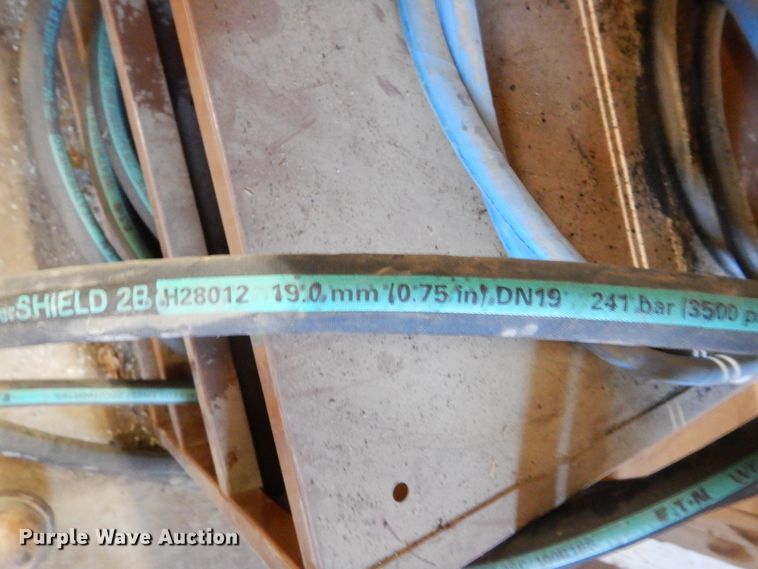 SHIELD 2B H28012 19.0 mm (0.75 in) DN19 241 bar (3500 p
E·T·N
Purple Wave Auction